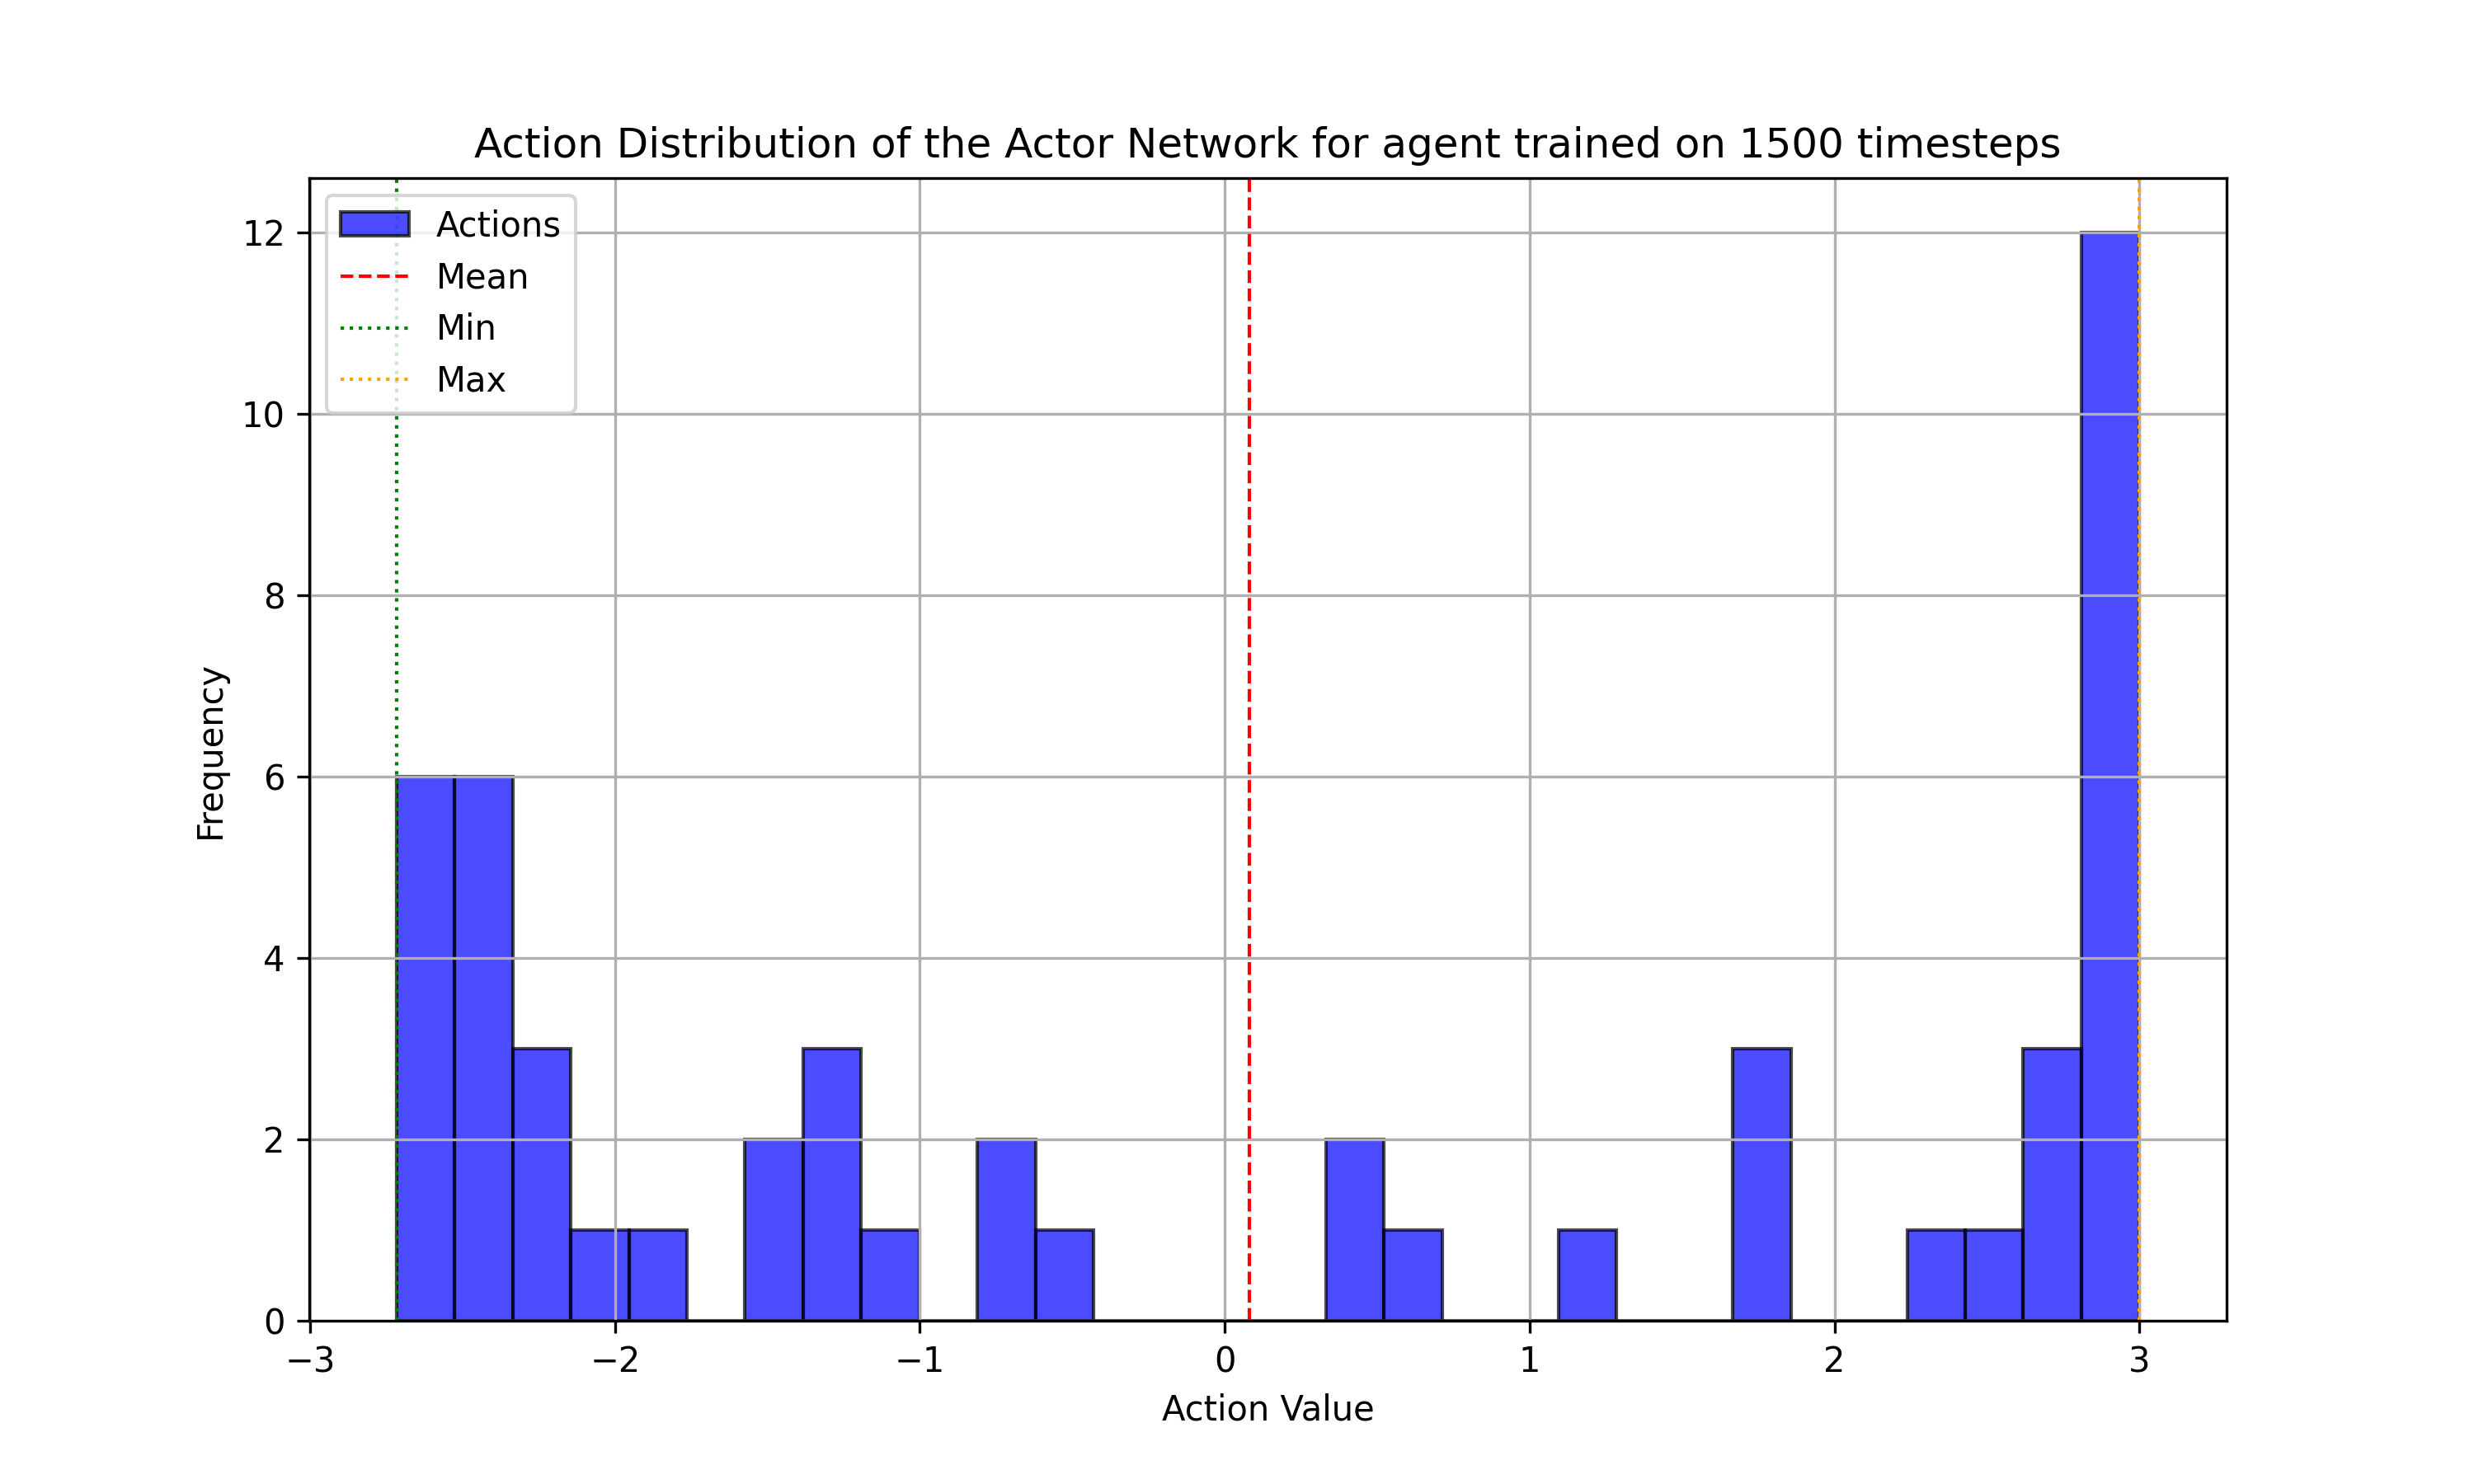 Action Distribution of the Actor Network for agent trained on 1500 timesteps
Actions
Mean
Min
Max
12
10
8
6
4
2
0
Frequency
−3
−2
−1
0
1
2
3
Action Value